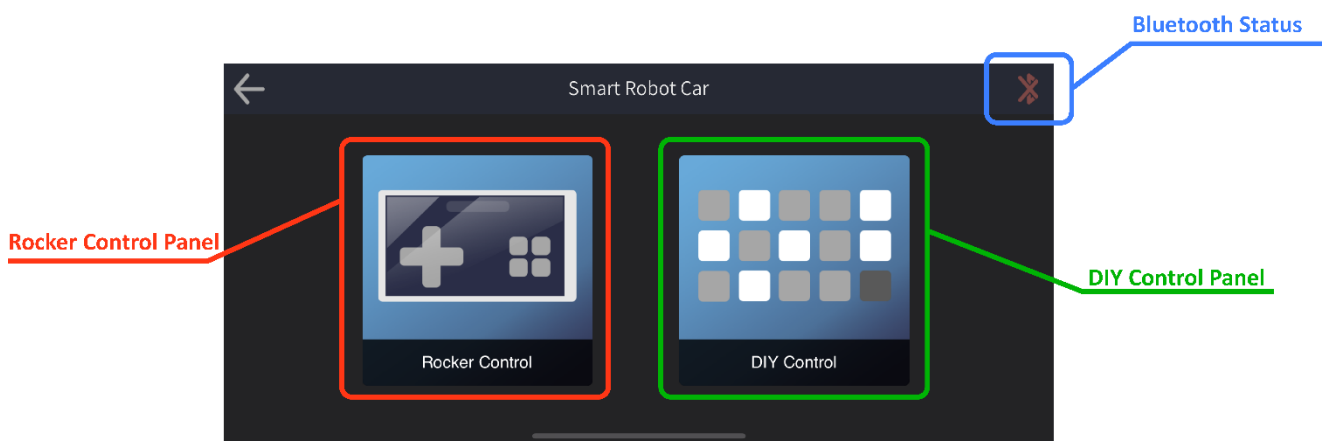 Bluetooth Status
Smart Robot Car
Rocker Control Panel
DIY Control Panel
Rocker Control
DIY Control